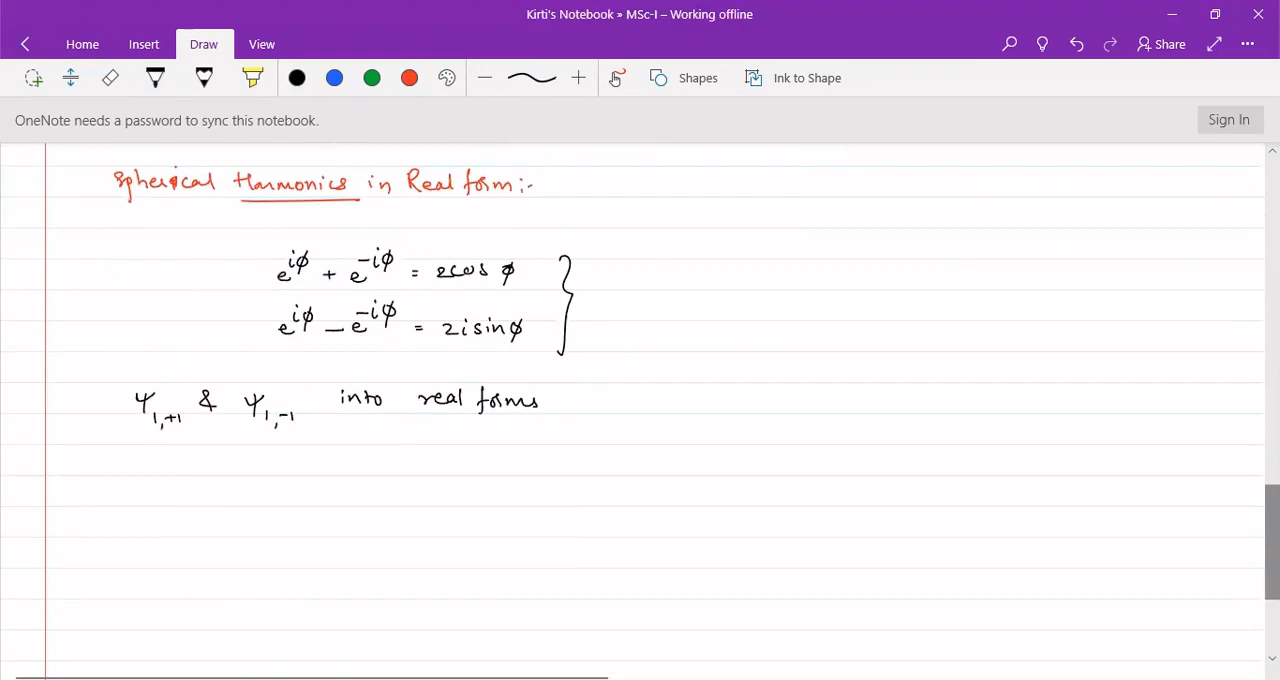 Kirti's Notebook » MSc-I – Working offline
Home Insert Draw View Share
Shapes Ink to Shape
OneNote needs a password to sync this notebook. Sign In
Spherical Harmonics in Real form:-
e^{iφ} + e^{-iφ} = 2cos φ
e^{iφ} - e^{-iφ} = 2i sinφ
ψ_{1,+1} & ψ_{1,-1} into real forms